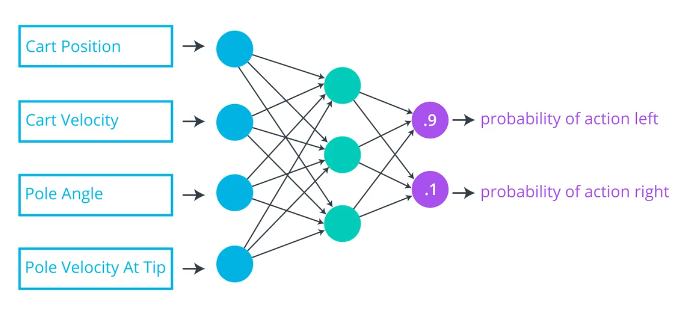 Cart Position
Cart Velocity
Pole Angle
Pole Velocity At Tip
.9
probability of action left
.1
probability of action right